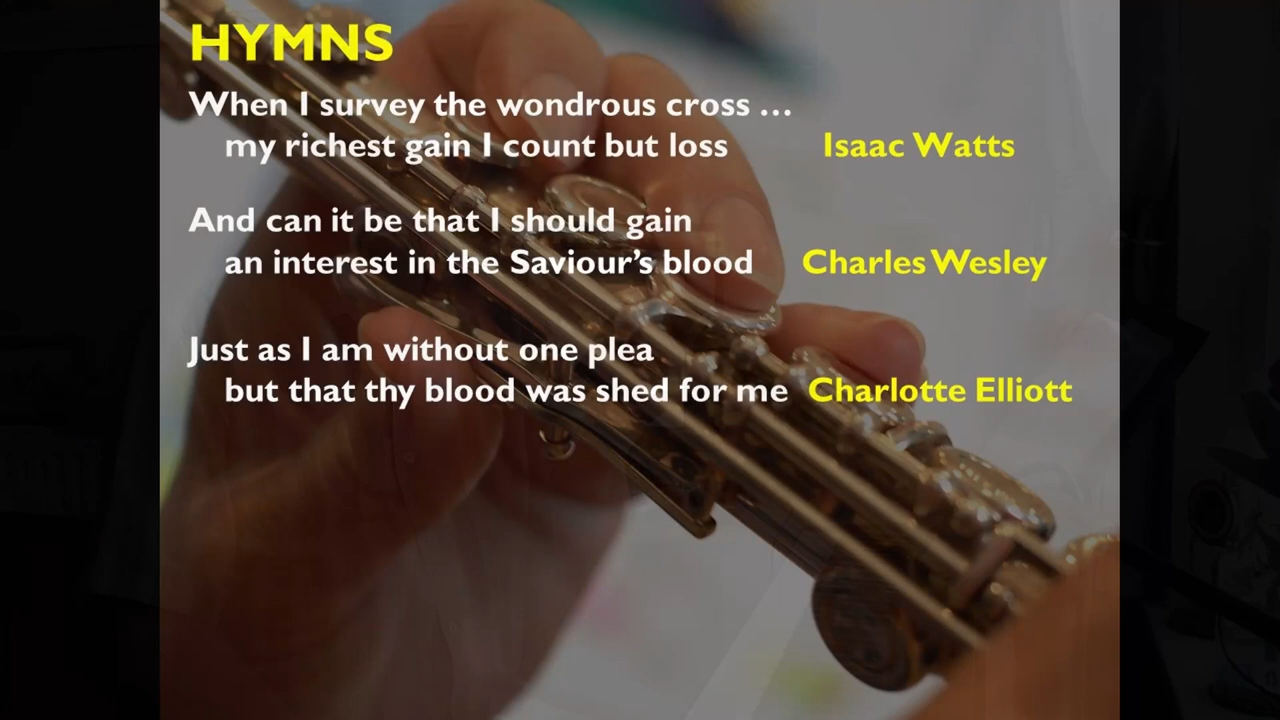 HYMNS
When I survey the wondrous cross …
my richest gain I count but loss Isaac Watts
And can it be that I should gain
an interest in the Saviour’s blood Charles Wesley
Just as I am without one plea
but that thy blood was shed for me Charlotte Elliott